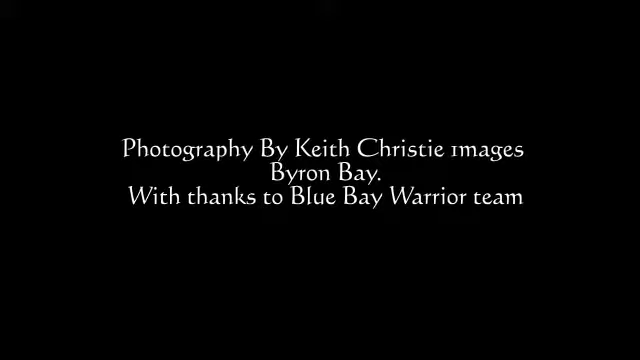 Photography By Keith Christie images
Byron Bay.
With thanks to Blue Bay Warrior team